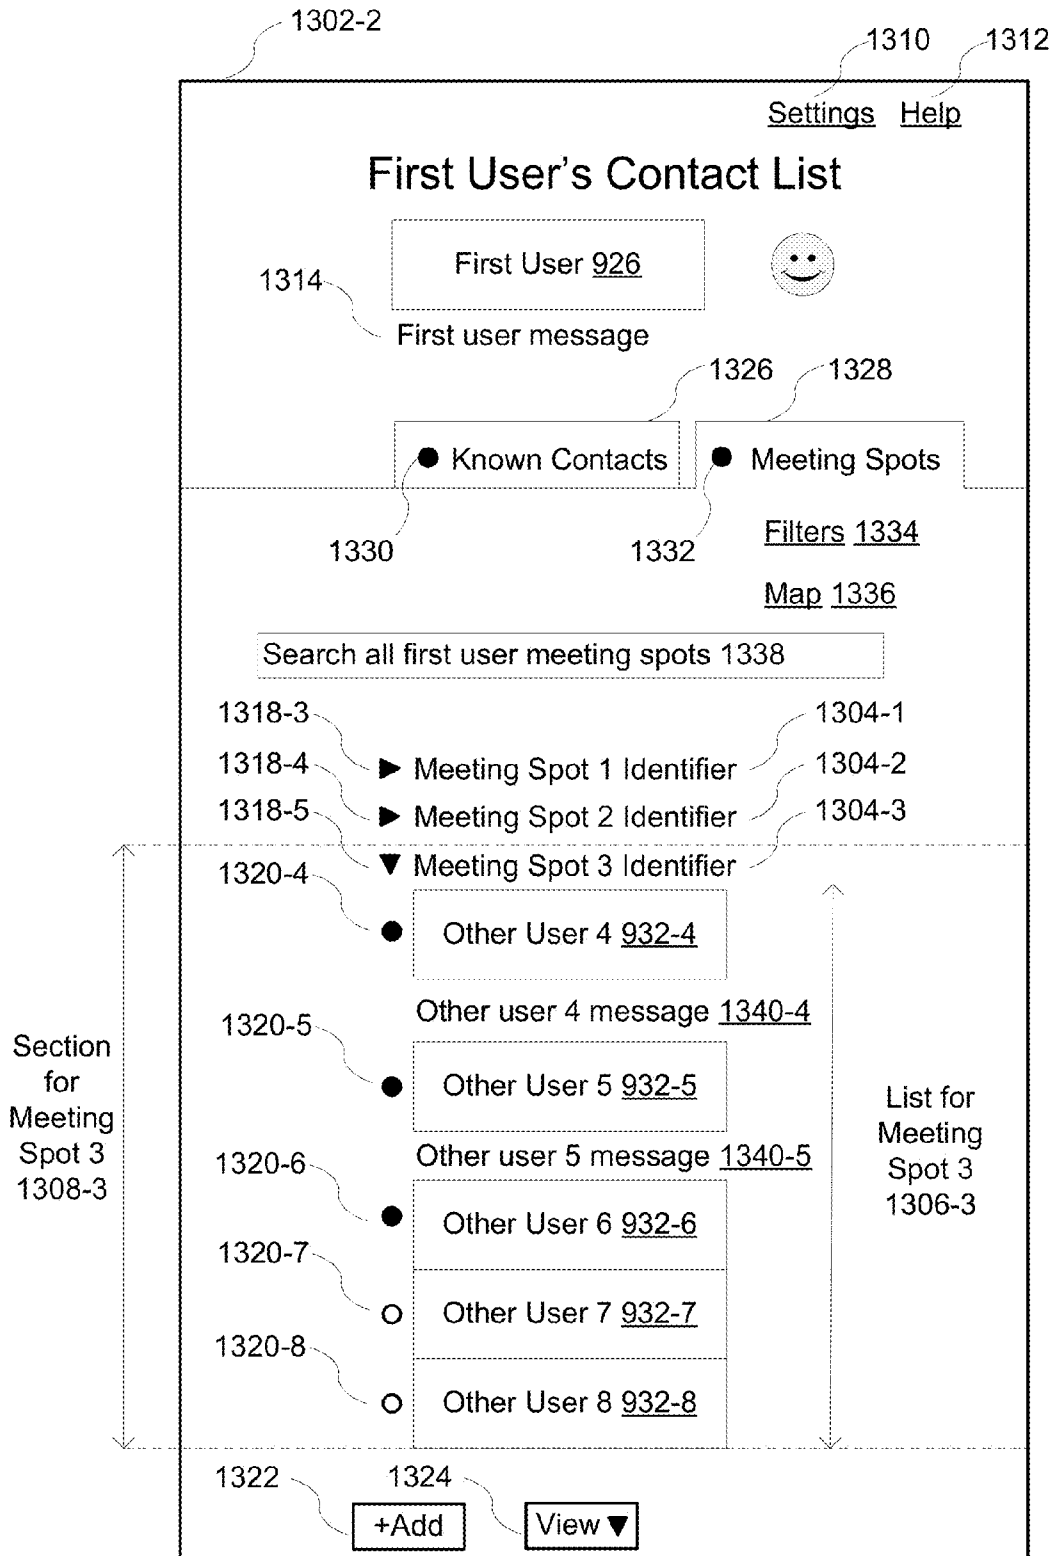 1302-2
1310
1312
Settings Help
First User's Contact List
First User 926
1314
First user message
1326
1328
Known Contacts
Meeting Spots
1330
1332
Filters 1334
Map 1336
Search all first user meeting spots 1338
1318-3
1304-1
Meeting Spot 1 Identifier
1318-4
1304-2
Meeting Spot 2 Identifier
1318-5
1304-3
Meeting Spot 3 Identifier
1320-4
Other User 4 932-4
Other user 4 message 1340-4
1320-5
Other User 5 932-5
Other user 5 message 1340-5
1320-6
Other User 6 932-6
1320-7
Other User 7 932-7
1320-8
Other User 8 932-8
Section
for
Meeting
Spot 3
1308-3
List for
Meeting
Spot 3
1306-3
1322
1324
+Add
View ▼